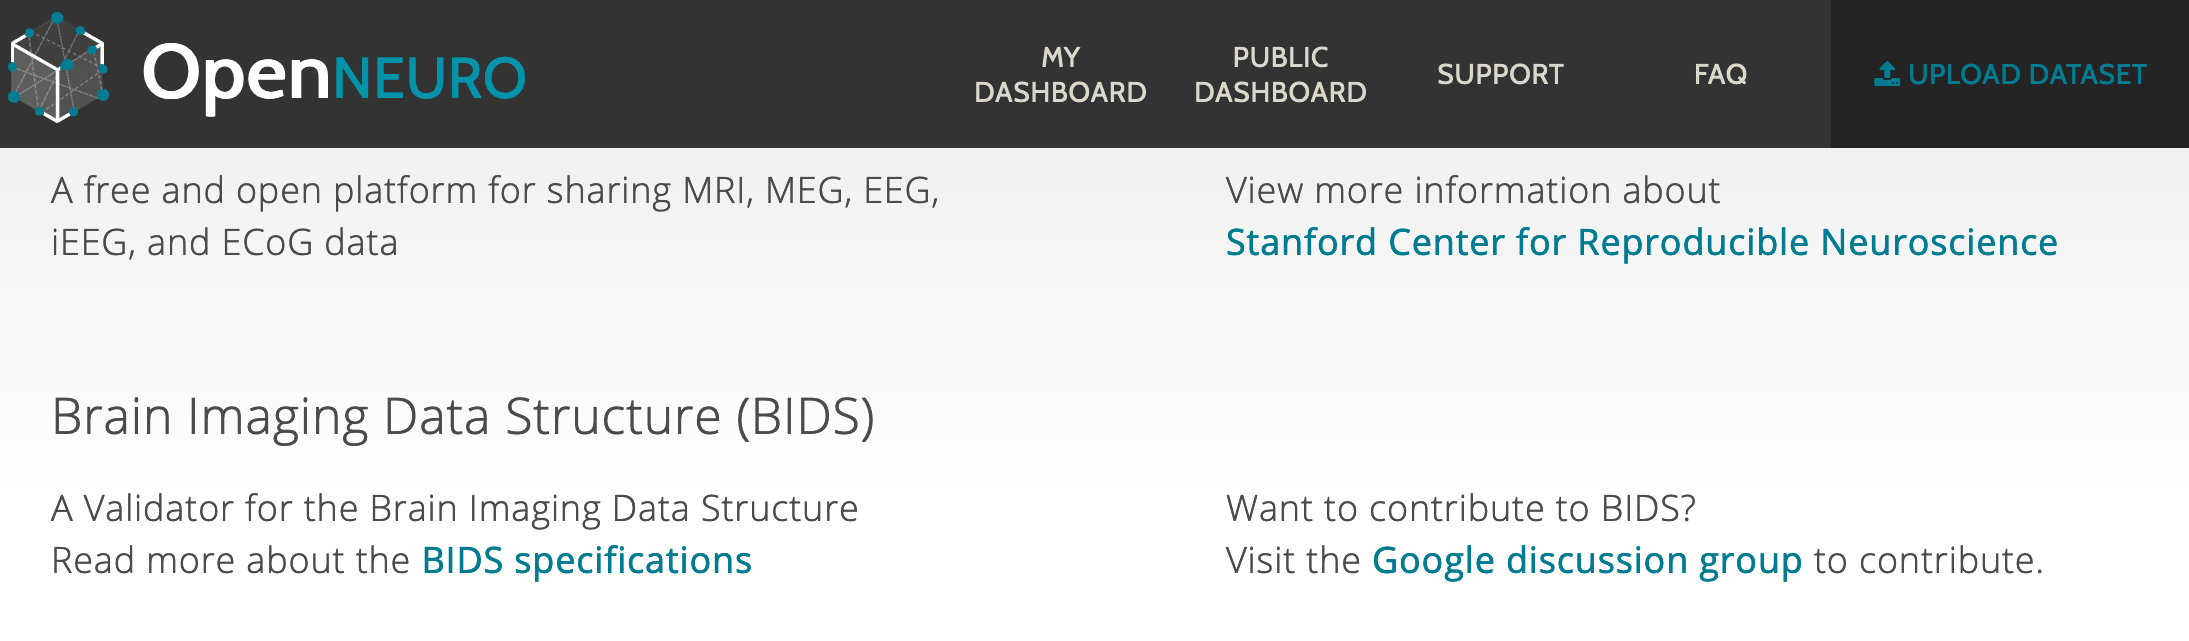 OpenNEURO
MY
DASHBOARD
PUBLIC
DASHBOARD
SUPPORT
FAQ
UPLOAD DATASET
A free and open platform for sharing MRI, MEG, EEG,
iEEG, and ECoG data
View more information about
Stanford Center for Reproducible Neuroscience
Brain Imaging Data Structure (BIDS)
A Validator for the Brain Imaging Data Structure
Read more about the BIDS specifications
Want to contribute to BIDS?
Visit the Google discussion group to contribute.